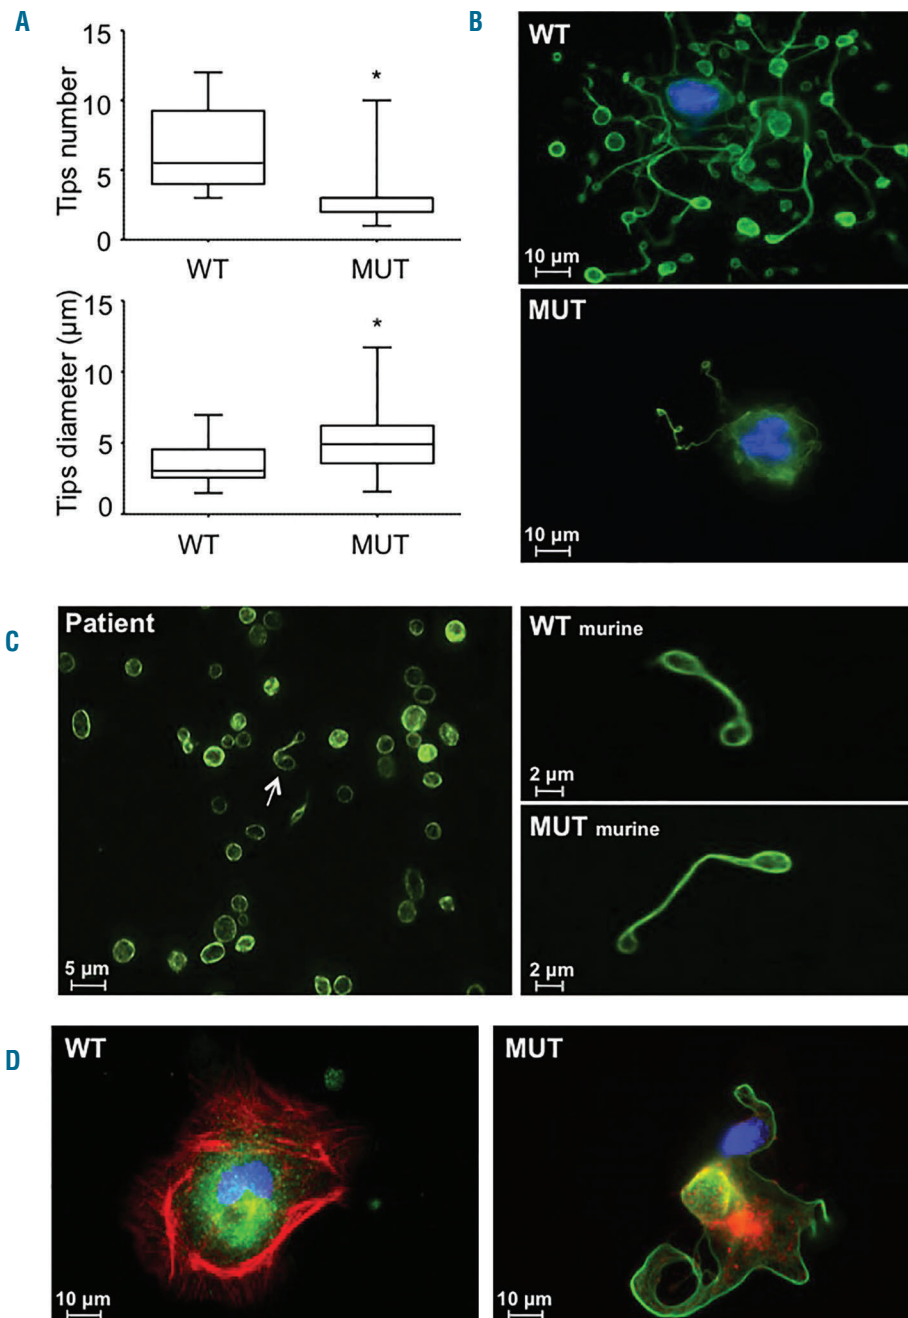 A
15
10
5
0
Tips number
*
WT
MUT
15
10
5
0
Tips diameter (µm)
*
WT
MUT
B
WT
10 µm
MUT
10 µm
C
Patient
5 µm
WT murine
2 µm
MUT murine
2 µm
D
WT
10 µm
MUT
10 µm